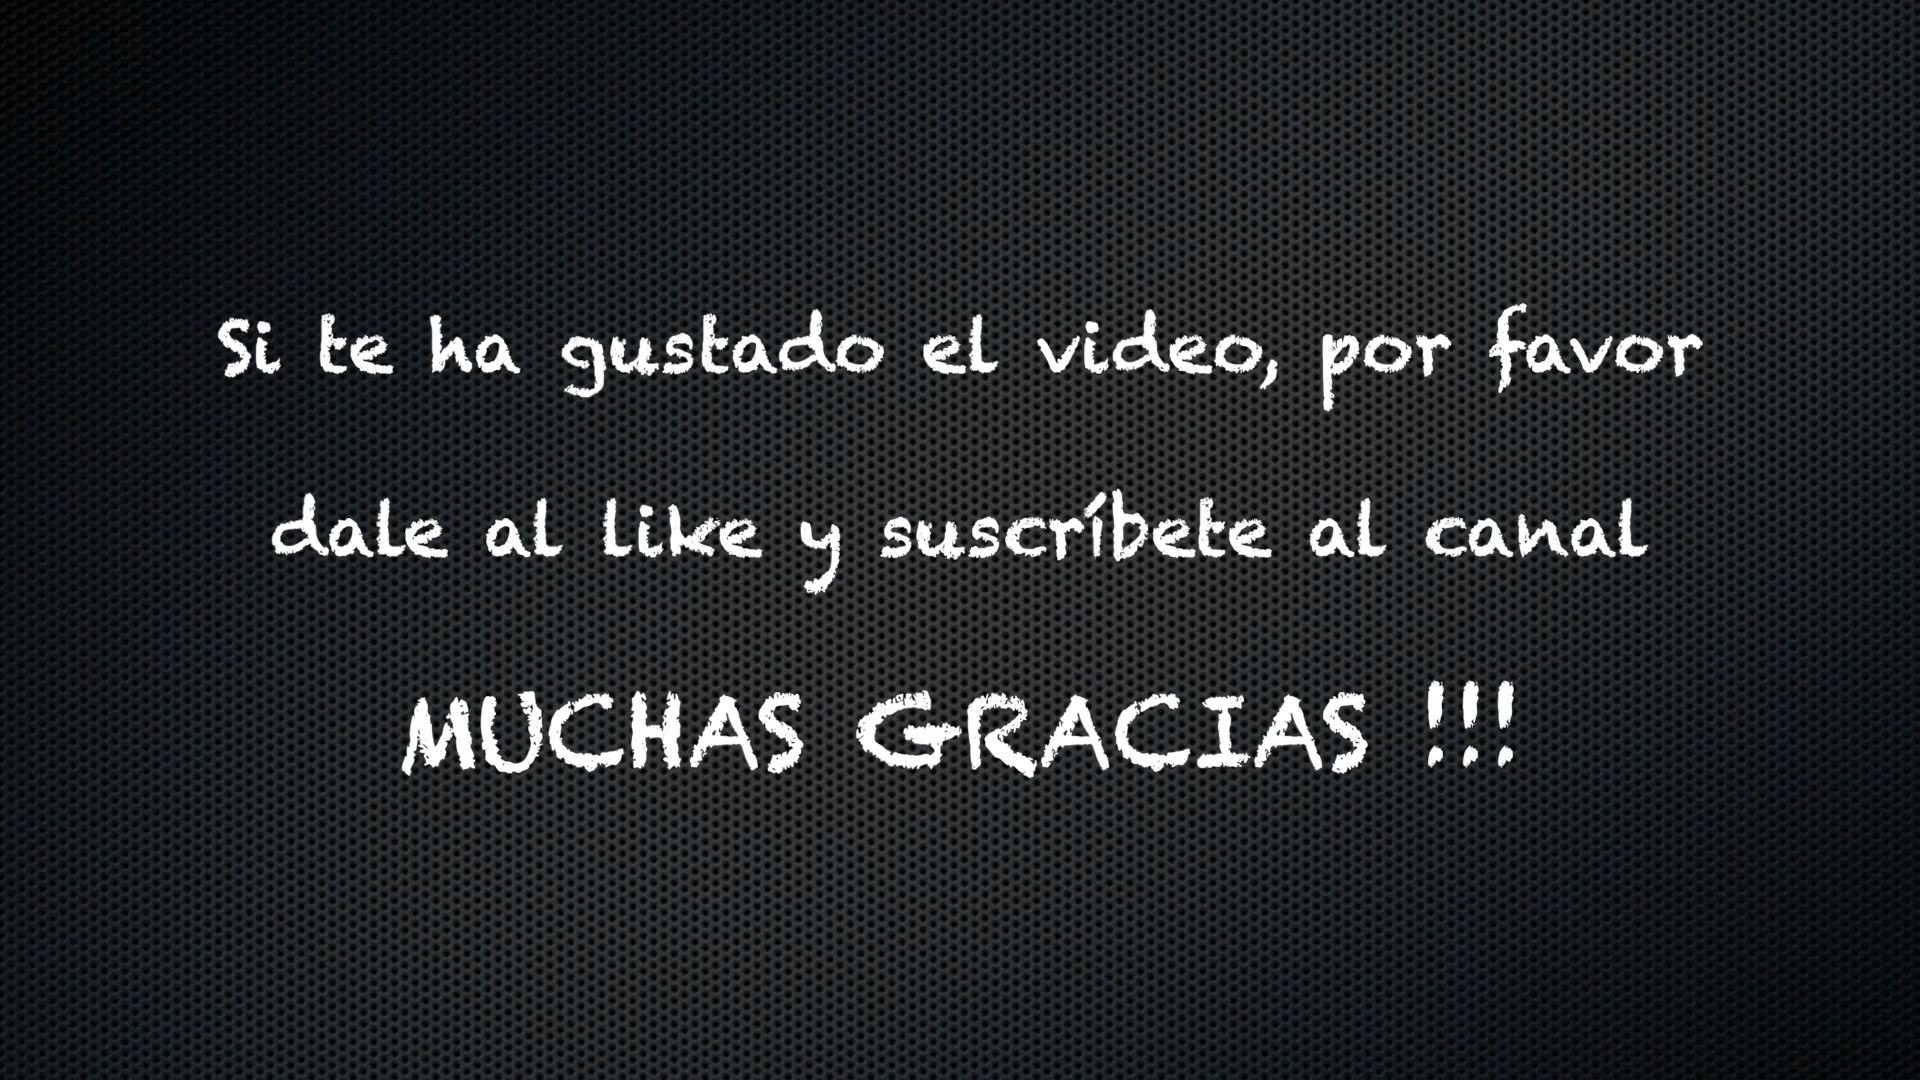 Si te ha gustado el video, por favor
dale al like y suscríbete al canal
MUCHAS GRACIAS !!!